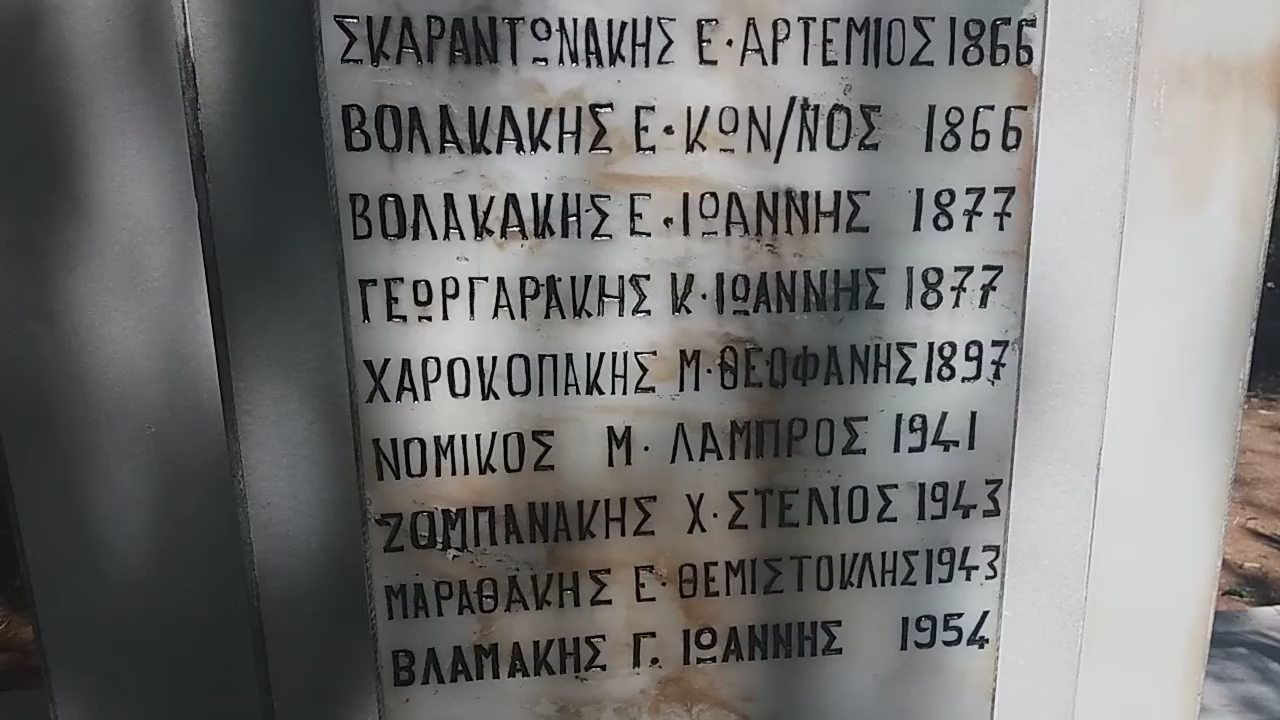 ΣΚΑΡΑΝΤΩΝΑΚΗΣ Ε·ΑΡΤΕΜΙΟΣ 1866
ΒΟΛΑΚΑΚΗΣ Ε·ΚΩΝ/ΝΟΣ 1866
ΒΟΛΑΚΑΚΗΣ Ε·ΙΩΑΝΝΗΣ 1877
ΓΕΩΡΓΑΡΑΚΗΣ Κ·ΙΩΑΝΝΗΣ 1877
ΧΑΡΟΚΟΠΑΚΗΣ Μ·ΘΕΟΦΑΝΗΣ 1897
ΝΟΜΙΚΟΣ Μ· ΛΑΜΠΡΟΣ 1941
ΖΟΜΠΑΝΑΚΗΣ Χ·ΣΤΕΛΙΟΣ 1943
ΜΑΡΑΘΑΚΗΣ Ε·ΘΕΜΙΣΤΟΚΛΗΣ 1943
ΒΛΑΜΑΚΗΣ Γ. ΙΩΑΝΝΗΣ 1954